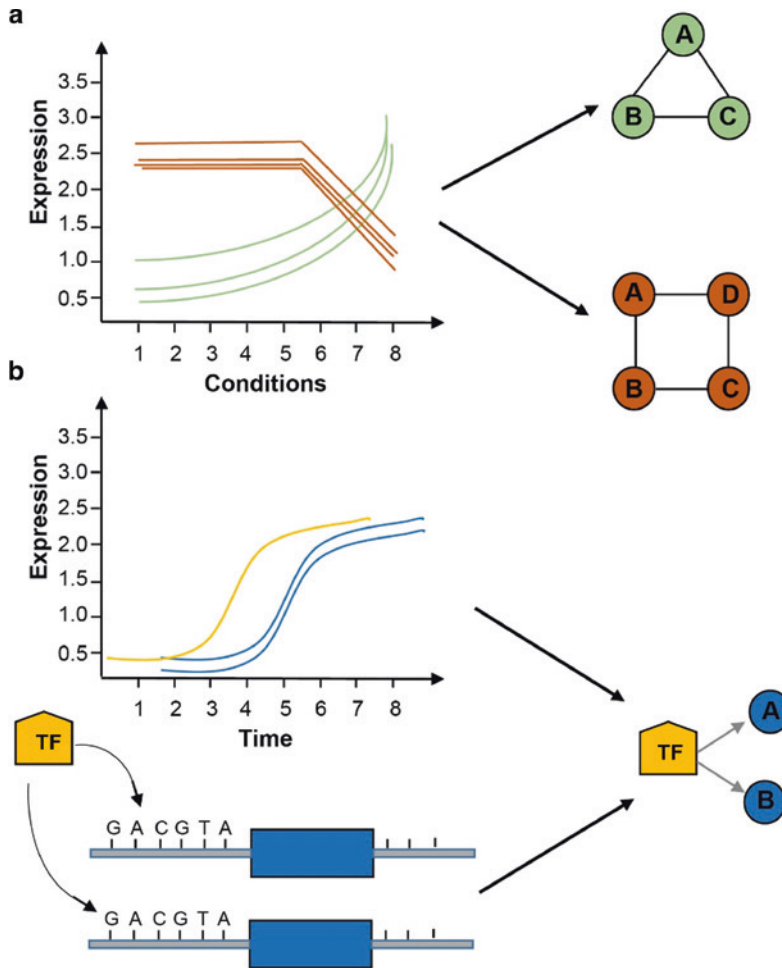 a
Expression
3.5
3.0
2.5
2.0
1.5
1.0
0.5
1 2 3 4 5 6 7 8
Conditions
A
B C
A D
B C
b
Expression
3.5
3.0
2.5
2.0
1.5
1.0
0.5
1 2 3 4 5 6 7 8
Time
TF
G A C G T A
G A C G T A
TF
A
B